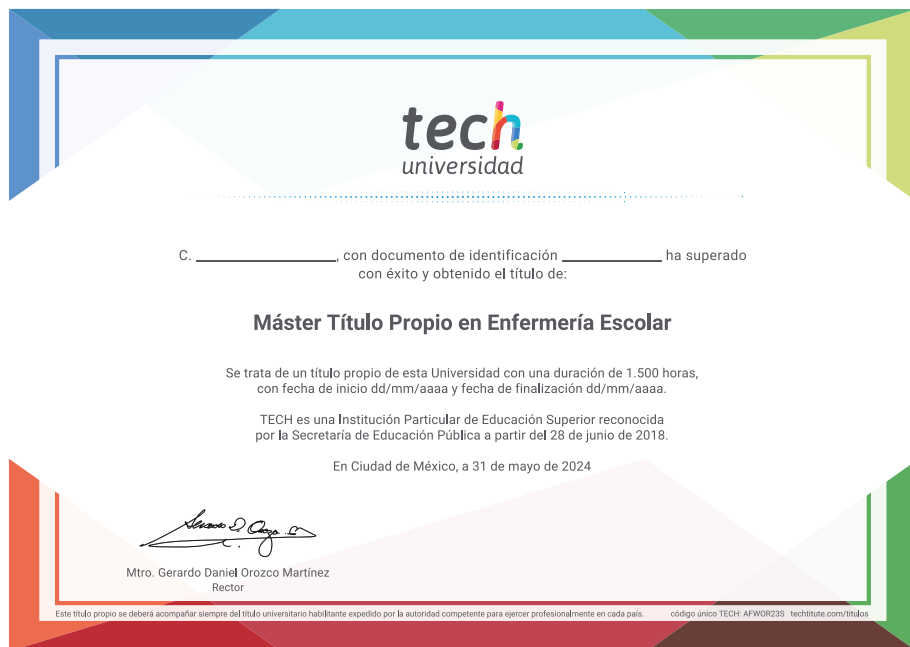 tech
universidad
C. ________________, con documento de identificación ____________ ha superado
con éxito y obtenido el título de:
Máster Título Propio en Enfermería Escolar
Se trata de un título propio de esta Universidad con una duración de 1.500 horas,
con fecha de inicio dd/mm/aaaa y fecha de finalización dd/mm/aaaa.
TECH es una Institución Particular de Educación Superior reconocida
por la Secretaría de Educación Pública a partir del 28 de junio de 2018.
En Ciudad de México, a 31 de mayo de 2024
Mtro. Gerardo Daniel Orozco Martínez
Rector
Este título propio se deberá acompañar siempre del título universitario habilitante expedido por la autoridad competente para ejercer profesionalmente en cada país. código único TECH: AFWOR23S techtitute.com/titulos